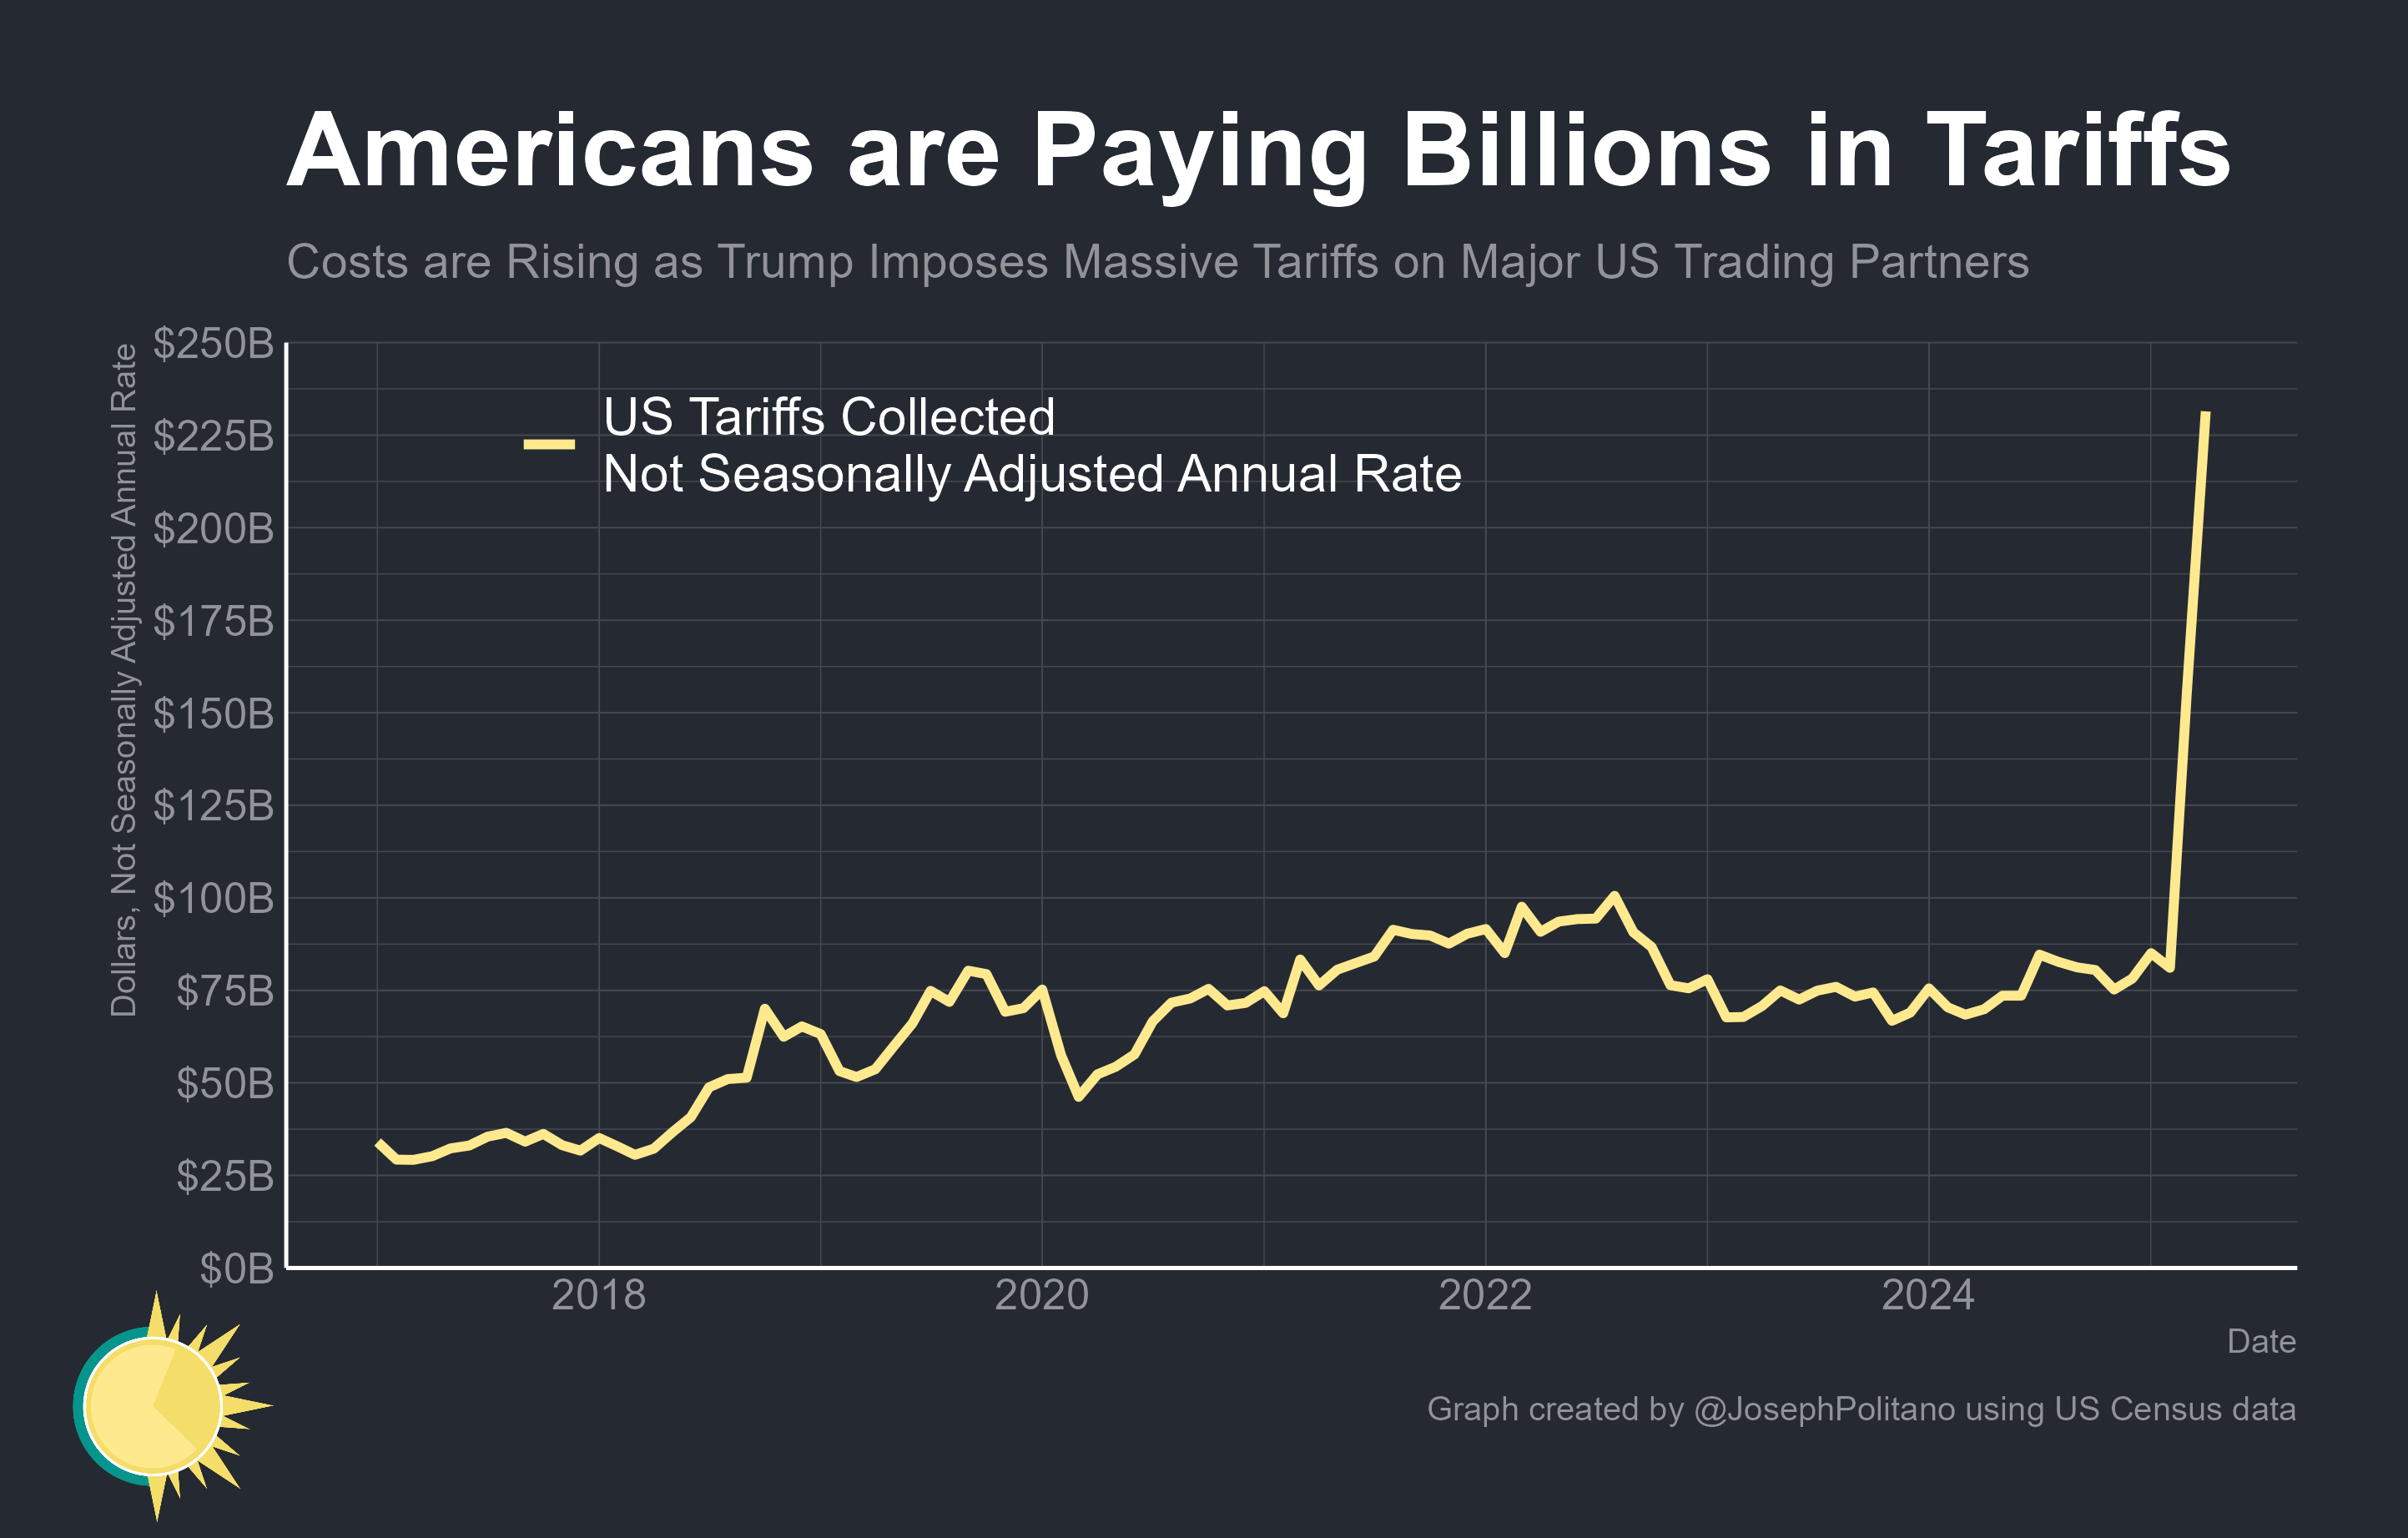 Americans are Paying Billions in Tariffs
Costs are Rising as Trump Imposes Massive Tariffs on Major US Trading Partners
Dollars, Not Seasonally Adjusted Annual Rate
$250B
$225B
$200B
$175B
$150B
$125B
$100B
$75B
$50B
$25B
$0B
US Tariffs Collected
Not Seasonally Adjusted Annual Rate
2018
2020
2022
2024
Date
Graph created by @JosephPolitano using US Census data